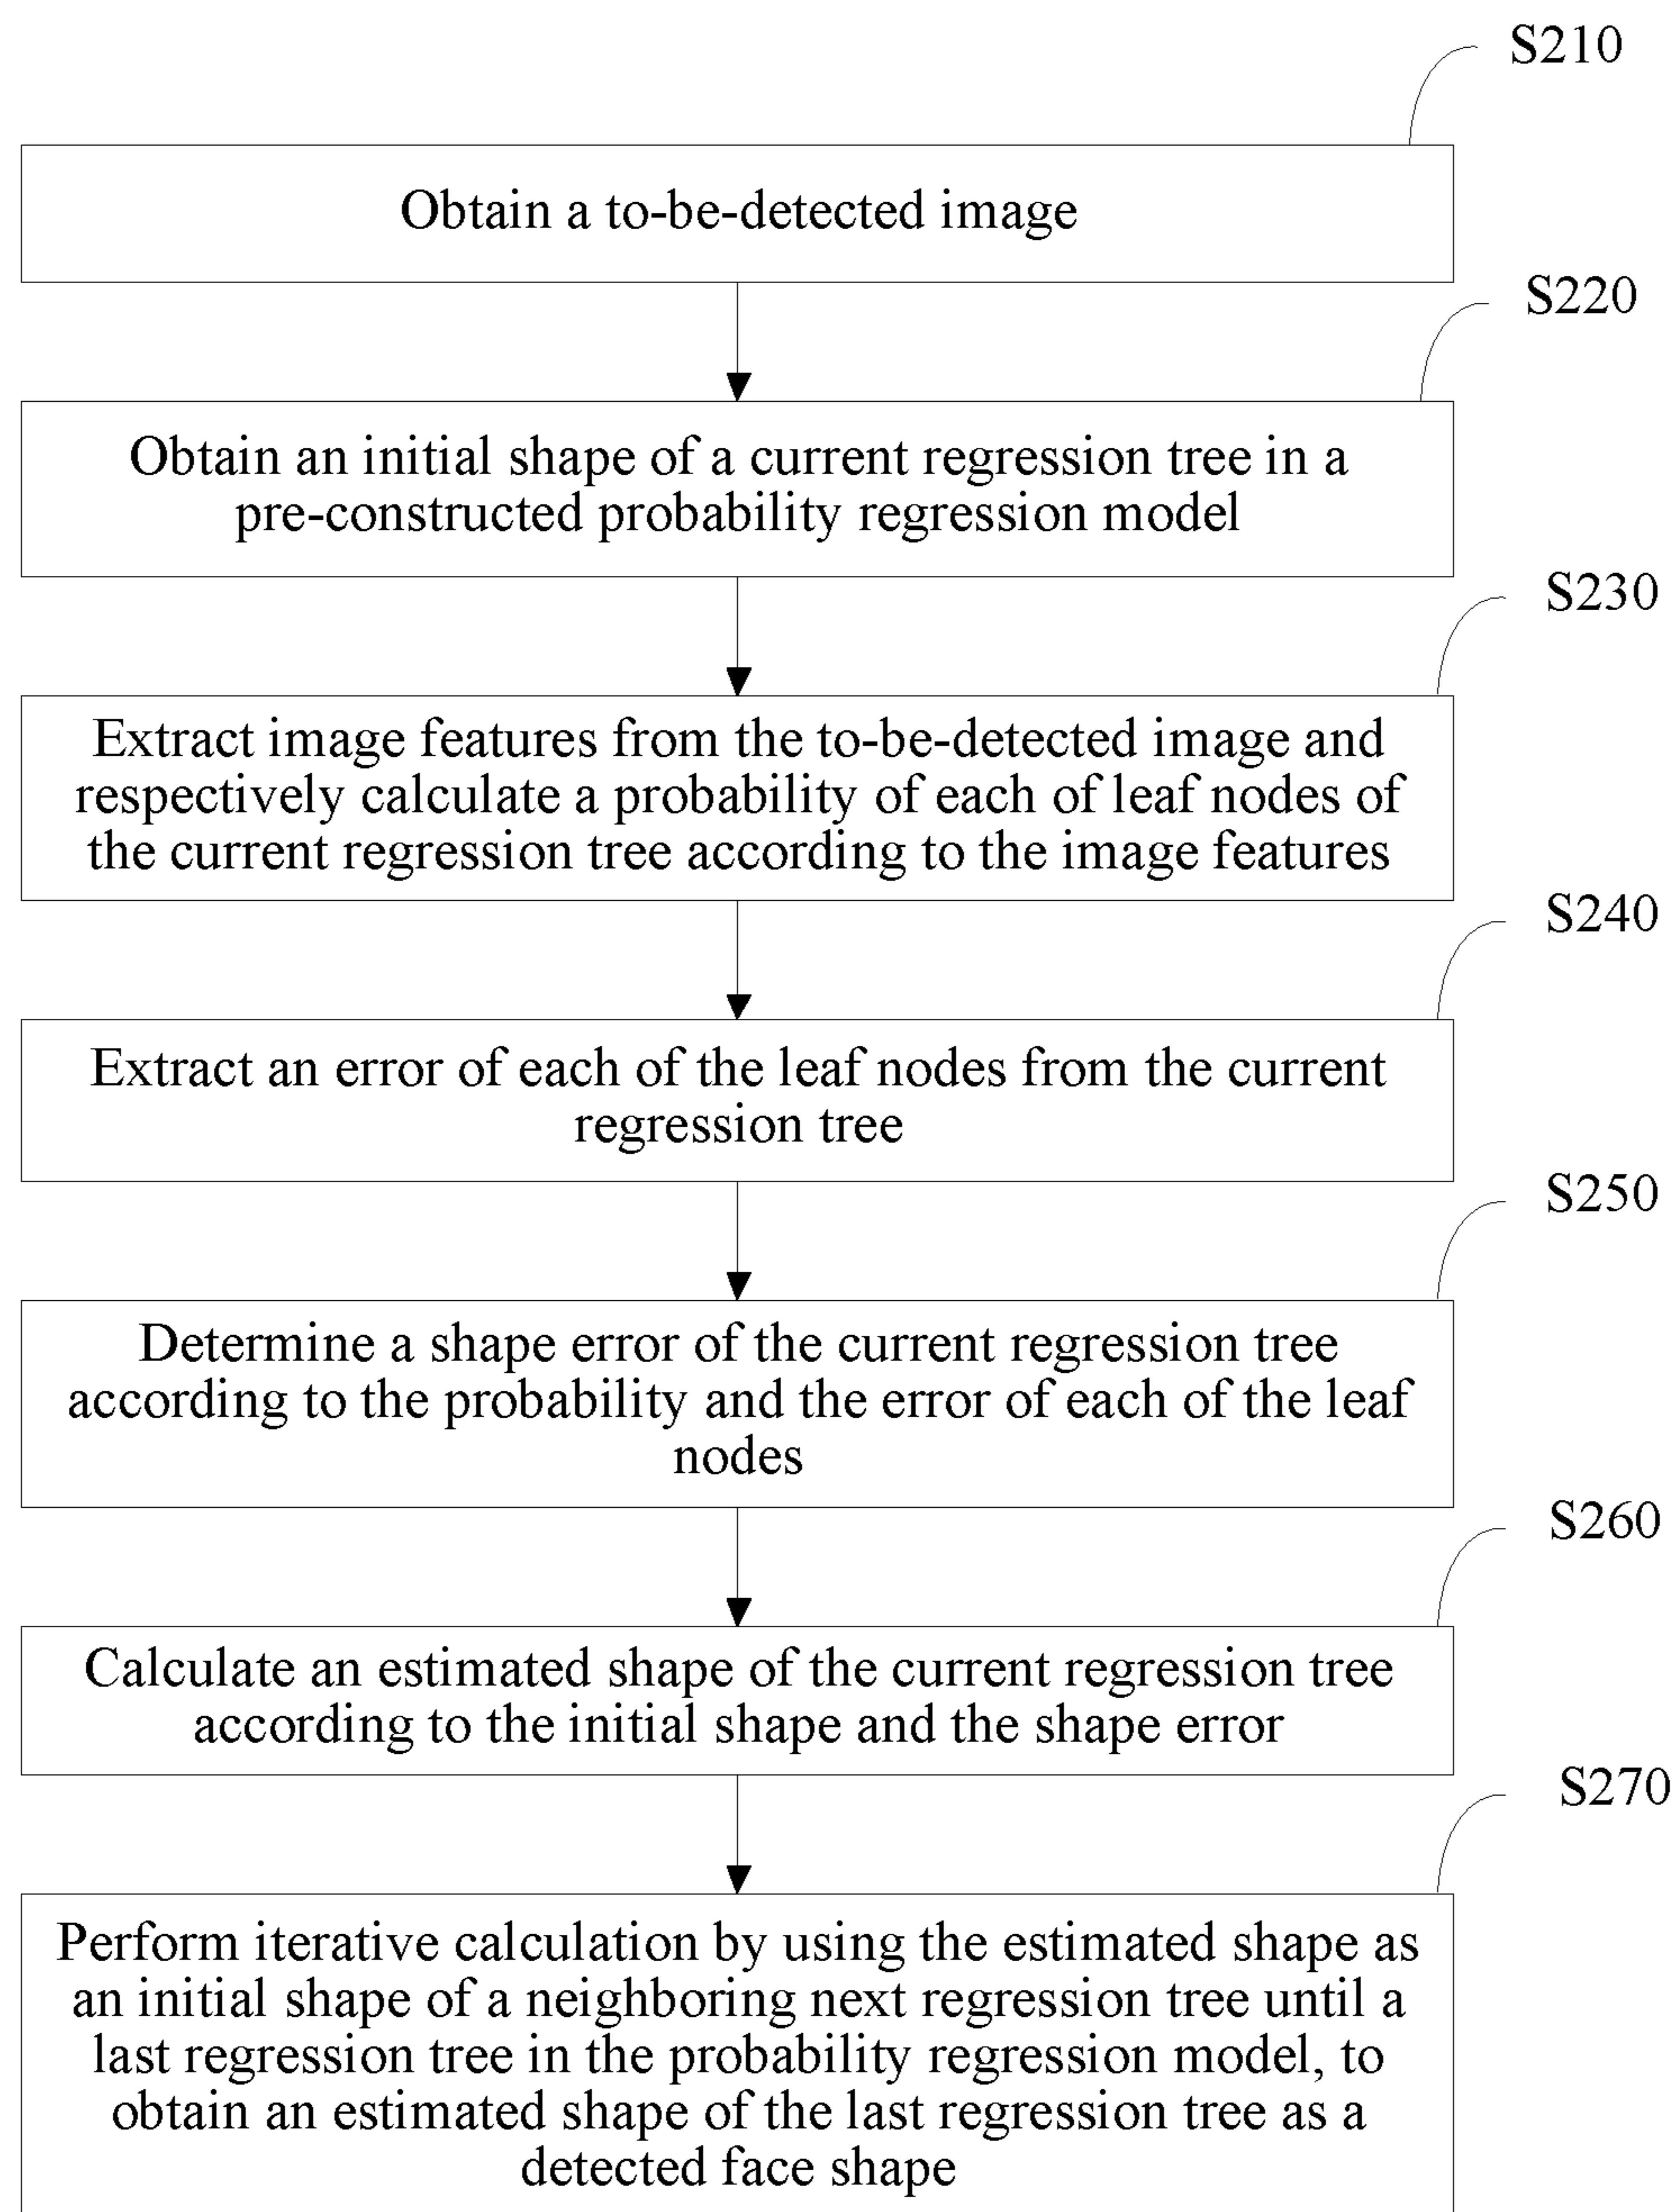 S210
Obtain a to-be-detected image
S220
Obtain an initial shape of a current regression tree in a
pre-constructed probability regression model
S230
Extract image features from the to-be-detected image and
respectively calculate a probability of each of leaf nodes of
the current regression tree according to the image features
S240
Extract an error of each of the leaf nodes from the current
regression tree
S250
Determine a shape error of the current regression tree
according to the probability and the error of each of the leaf
nodes
S260
Calculate an estimated shape of the current regression tree
according to the initial shape and the shape error
S270
Perform iterative calculation by using the estimated shape as
an initial shape of a neighboring next regression tree until a
last regression tree in the probability regression model, to
obtain an estimated shape of the last regression tree as a
detected face shape